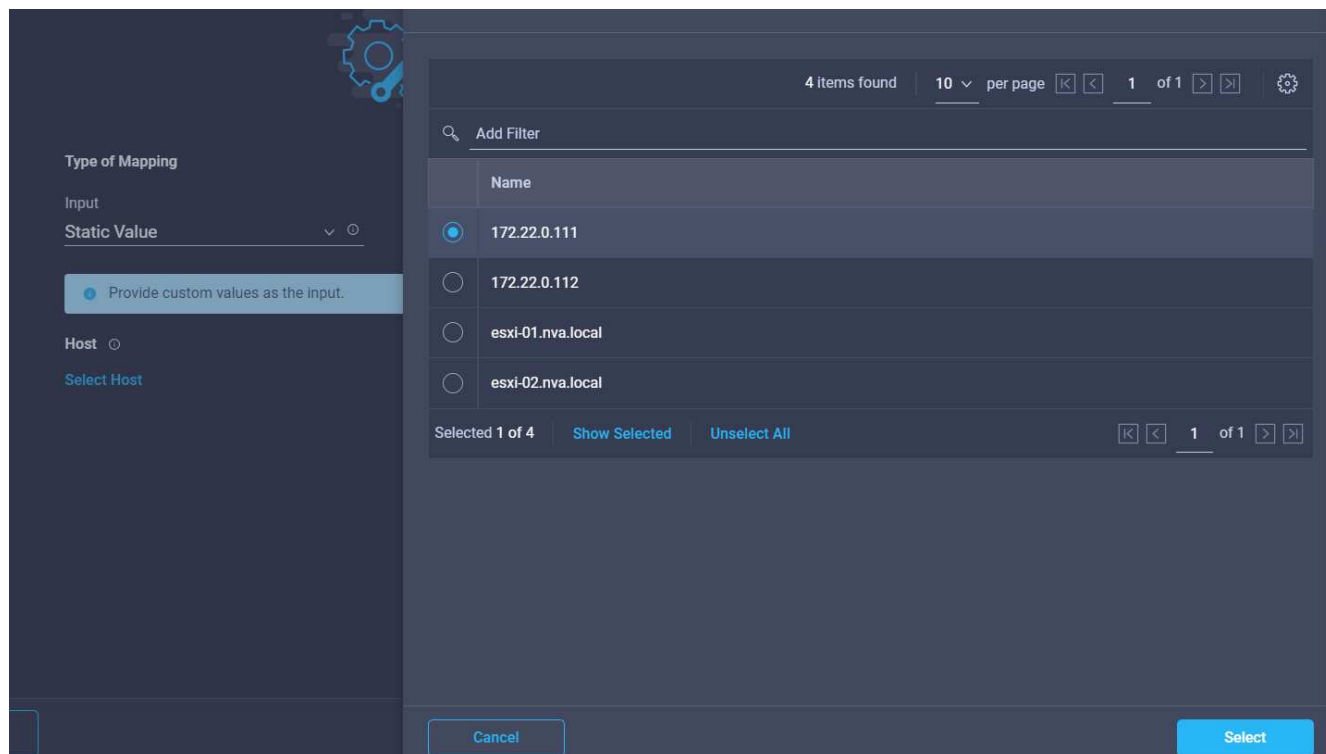 4 items found 10 per page 1 of 1
Add Filter
Type of Mapping
Name
Input
Static Value
172.22.0.111
172.22.0.112
Provide custom values as the input.
esxi-01.nva.local
Host
Select Host
esxi-02.nva.local
Selected 1 of 4 Show Selected Unselect All 1 of 1
Cancel Select